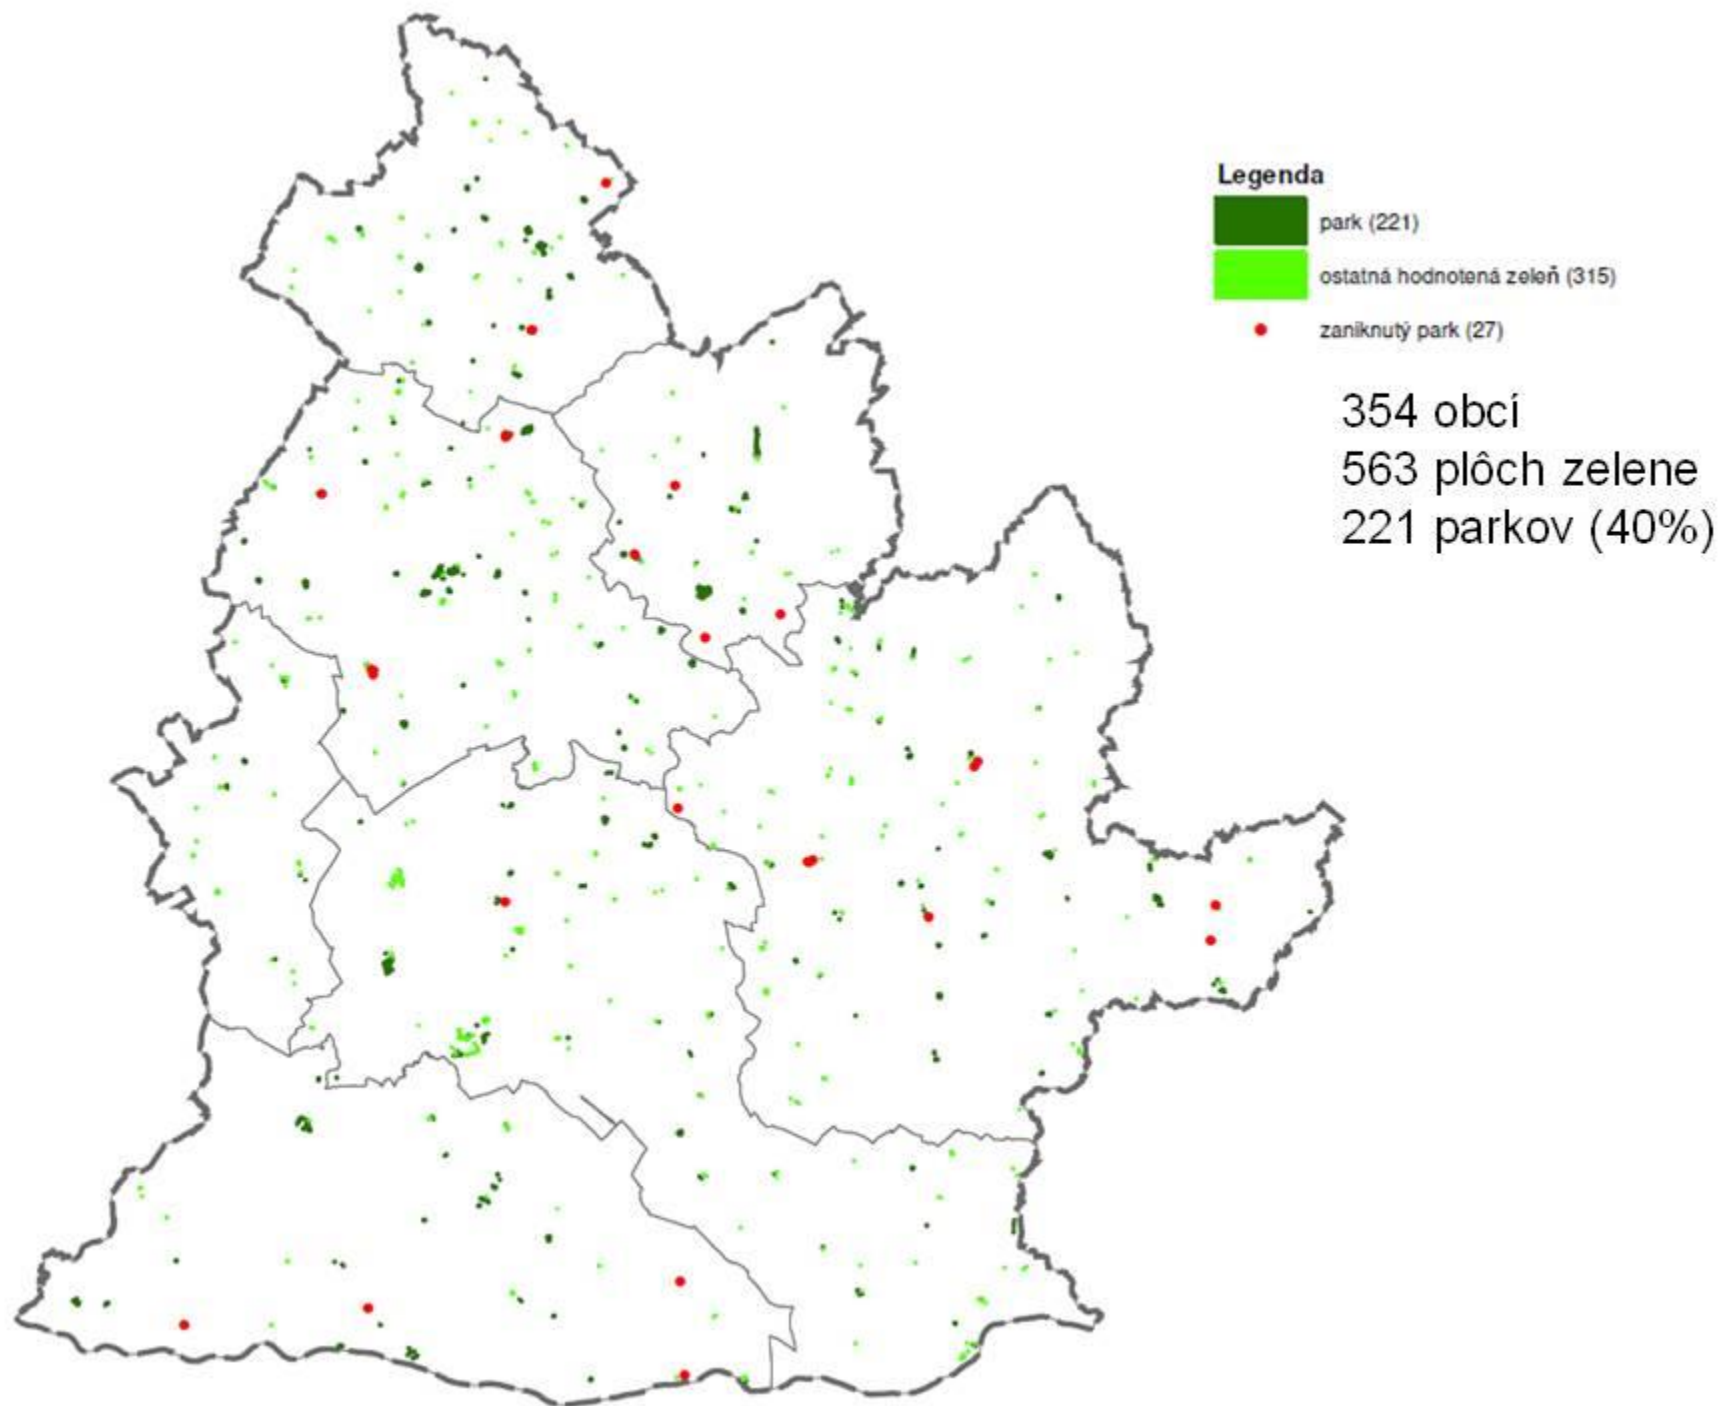 Legenda
park (221)
ostatná hodnotená zeleň (315)
zaniknutý park (27)
354 obcí
563 plôch zelene
221 parkov (40%)